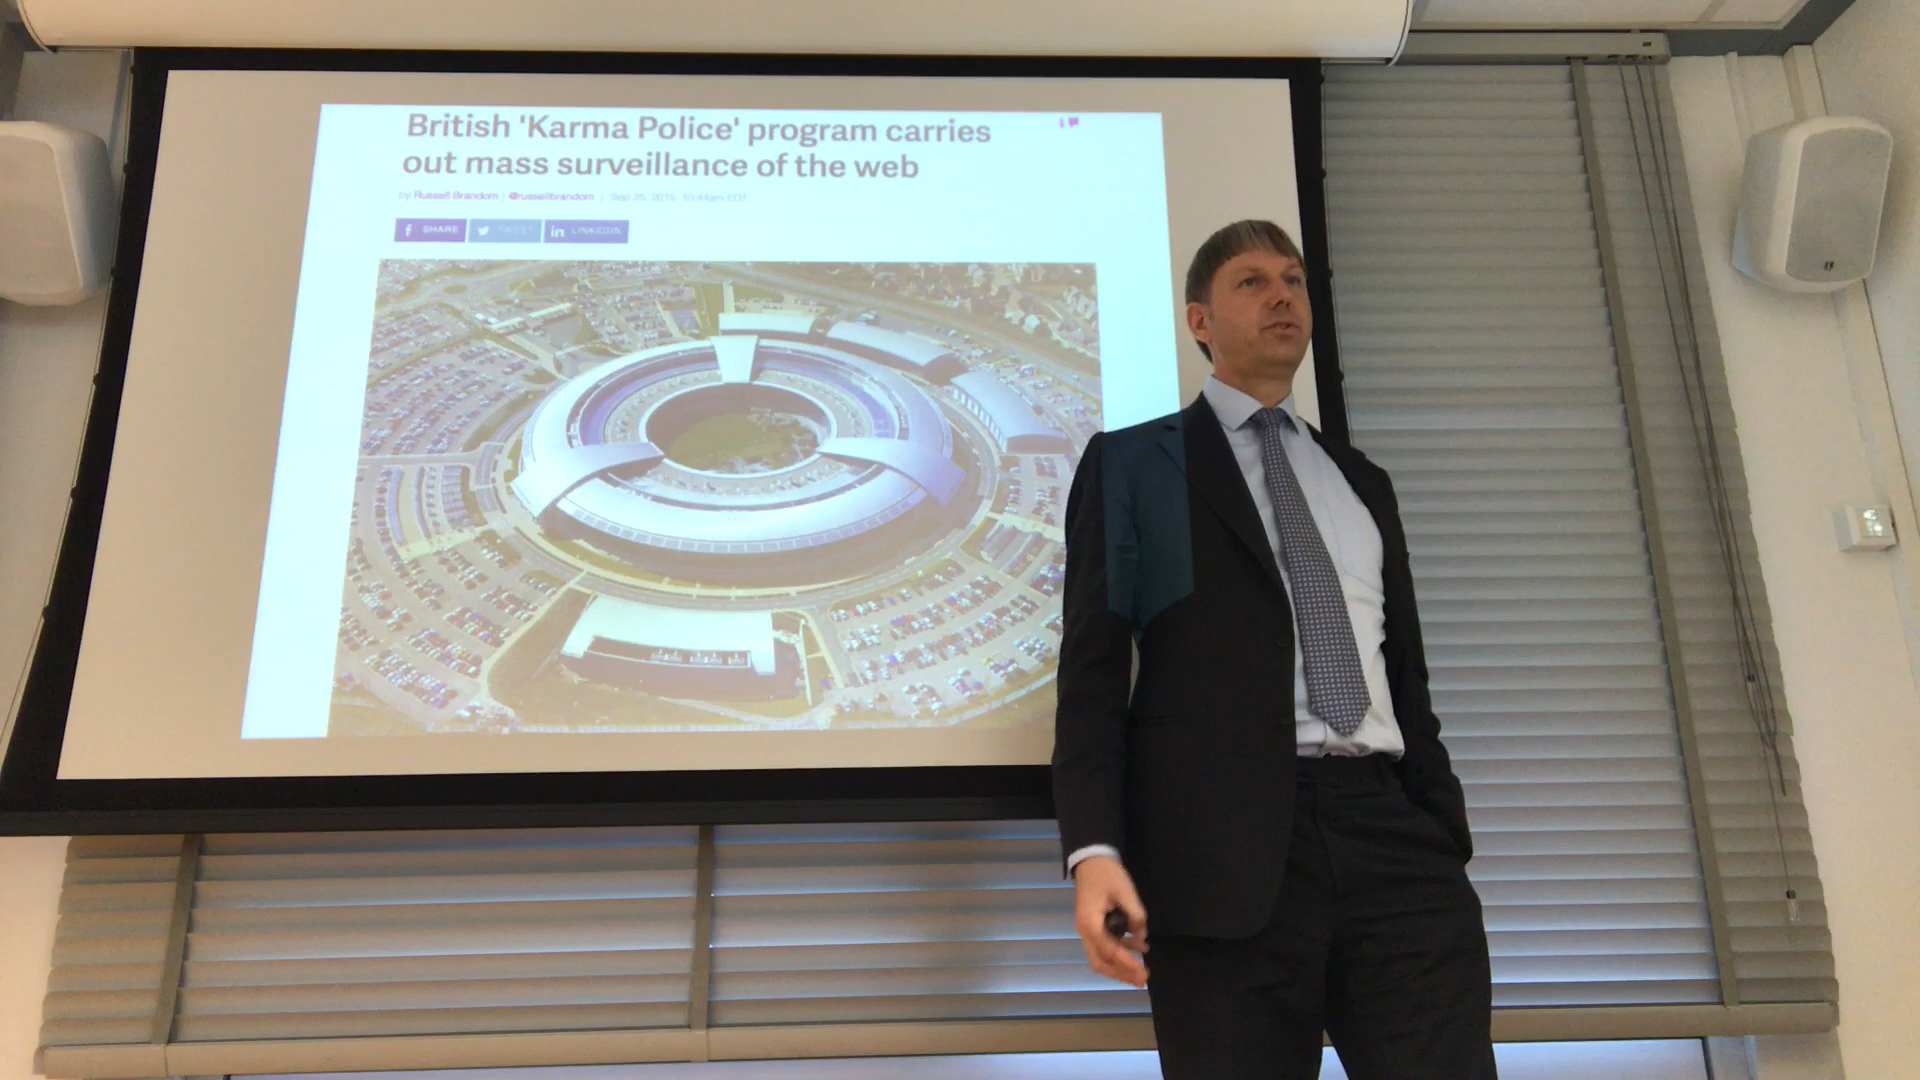 British 'Karma Police' program carries
out mass surveillance of the web
by Russell Brandom | @russellbrandom | Sep 25, 2015, 10:44am EDT
SHARE TWEET LINKEDIN